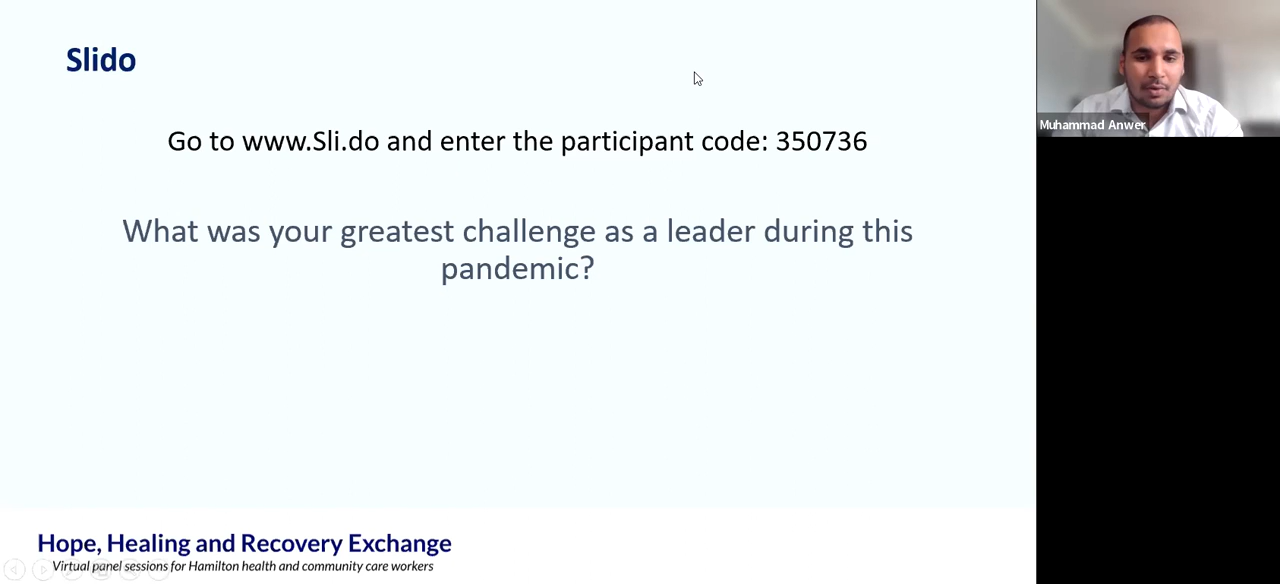 Slido
Go to www.Sli.do and enter the participant code: 350736
What was your greatest challenge as a leader during this
pandemic?
Hope, Healing and Recovery Exchange
Virtual panel sessions for Hamilton health and community care workers
Muhammad Anwer